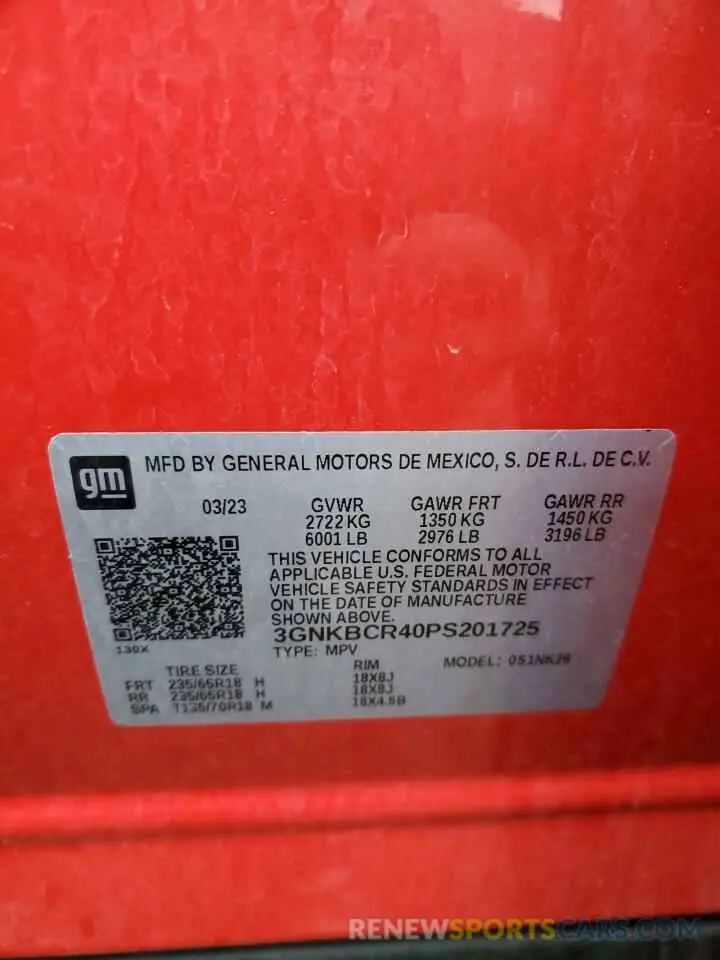 gm MFD BY GENERAL MOTORS DE MEXICO, S. DE R.L. DE C.V.
03/23 GVWR GAWR FRT GAWR RR
2722 KG 1350 KG 1450 KG
6001 LB 2976 LB 3196 LB
THIS VEHICLE CONFORMS TO ALL
APPLICABLE U.S. FEDERAL MOTOR
VEHICLE SAFETY STANDARDS IN EFFECT
ON THE DATE OF MANUFACTURE
SHOWN ABOVE.
3GNKBCR40PS201725
130X TYPE: MPV MODEL: 0S1NK26
TIRE SIZE RIM
FRT 235/65R18 H 18X8J
RR 235/65R18 H 18X8J
SPA T135/70R18 M 18X4.5B
RENEWSPORTSCARS.COM